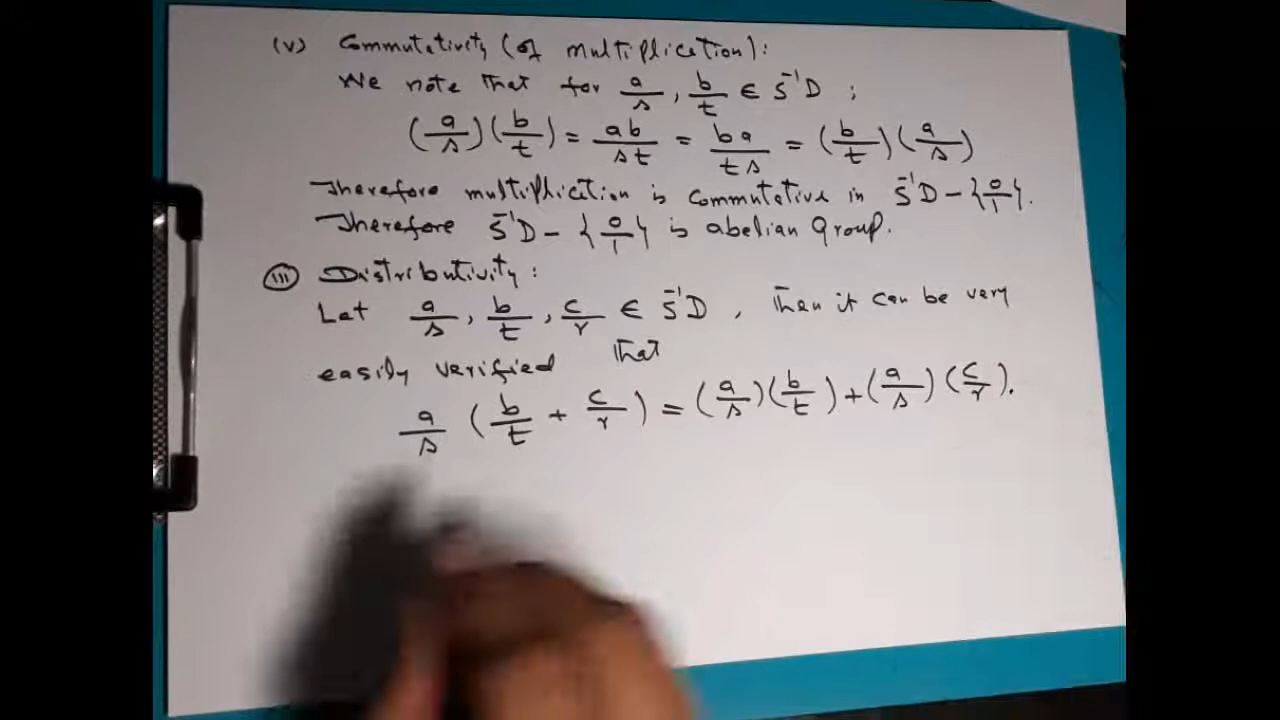 (v) Commutativity (of multiplication):
We note that for a/s, b/t ∈ S⁻¹D ;
(a/s)(b/t) = ab/st = ba/ts = (b/t)(a/s)
Therefore multiplication is commutative in S⁻¹D - {0/1}.
Therefore S⁻¹D - {0/1} is abelian group.
(iii) Distributivity:
Let a/s, b/t, c/r ∈ S⁻¹D, Then it can be very
easily verified that
a/s (b/t + c/r) = (a/s)(b/t) + (a/s)(c/r).